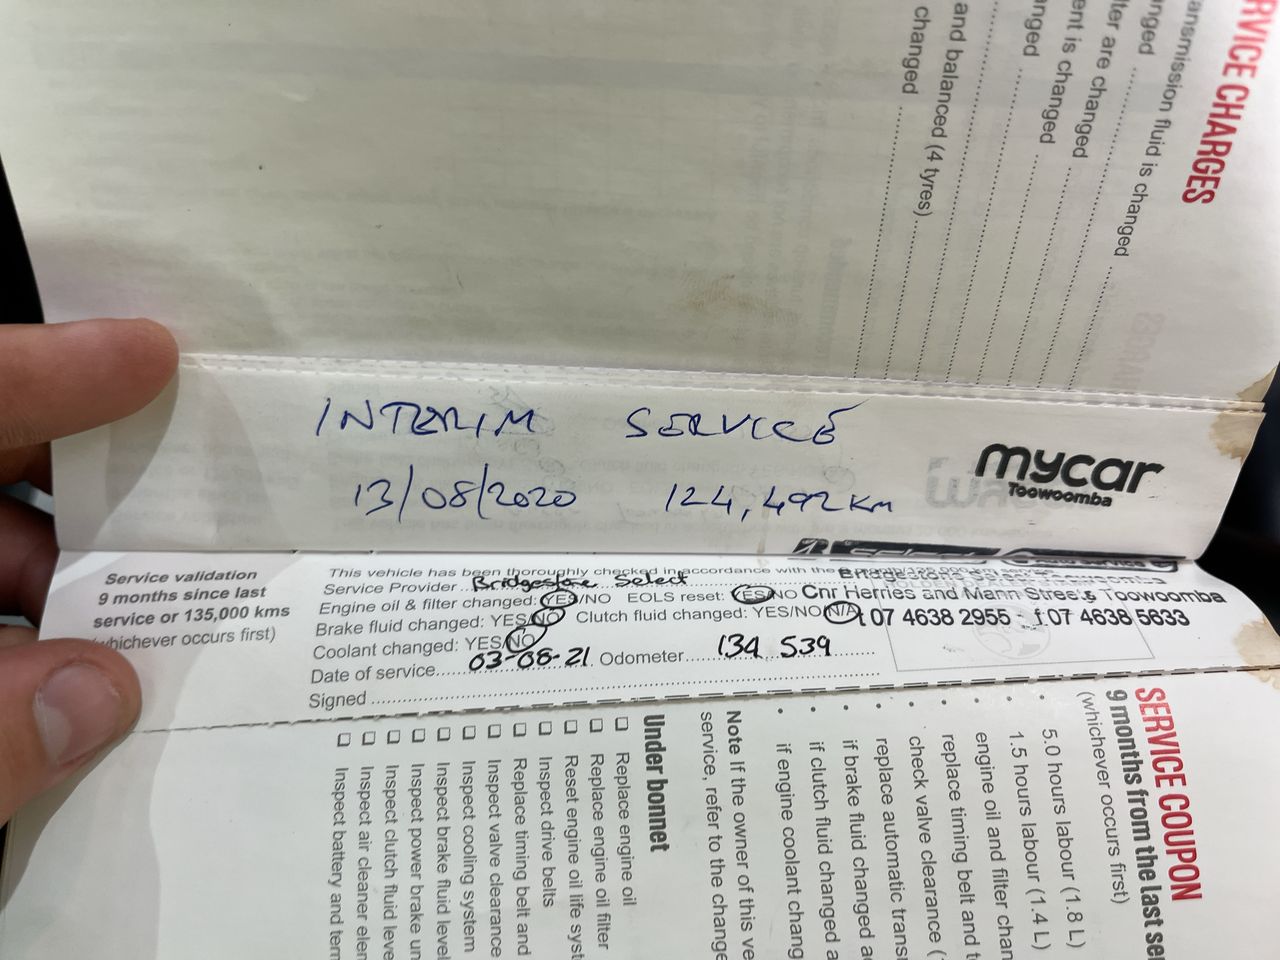 SERVICE CHARGES
ansmission fluid is changed
nged
lter are changed
ent is changed
nged
and balanced (4 tyres)
changed
INTERIM SERVICE
13/08/2020 124,492 km
mycar
Toowoomba
Service validation
9 months since last
service or 135,000 kms
(whichever occurs first)
This vehicle has been thoroughly checked in accordance with the
Service Provider Bridgestone Select
Engine oil & filter changed: YES/NO EOLS reset: YES/NO Cnr Herries and Mann Streets Toowoomba
Brake fluid changed: YES/NO Clutch fluid changed: YES/NO N/A t 07 4638 2955 - f:07 4638 5633
Coolant changed: YES/NO
Date of service 03-08-21 Odometer 134 539
Signed
SERVICE COUPON
9 months from the last se
(whichever occurs first)
• 5.0 hours labour (1.8 L)
• 1.5 hours labour (1.4 L)
• engine oil and filter chan
• replace timing belt and t
• check valve clearance (
• replace automatic trans
• if brake fluid changed a
• if clutch fluid changed a
• if engine coolant chang
Note If the owner of this ve
service, refer to the change
Under bonnet
❏ Replace engine oil
❏ Replace engine oil filter
❏ Reset engine oil life syst
❏ Inspect drive belts
❏ Replace timing belt and
❏ Inspect valve clearance
❏ Inspect cooling system
❏ Inspect brake fluid level
❏ Inspect power brake un
❏ Inspect clutch fluid leve
❏ Inspect air cleaner elem
❏ Inspect battery and term